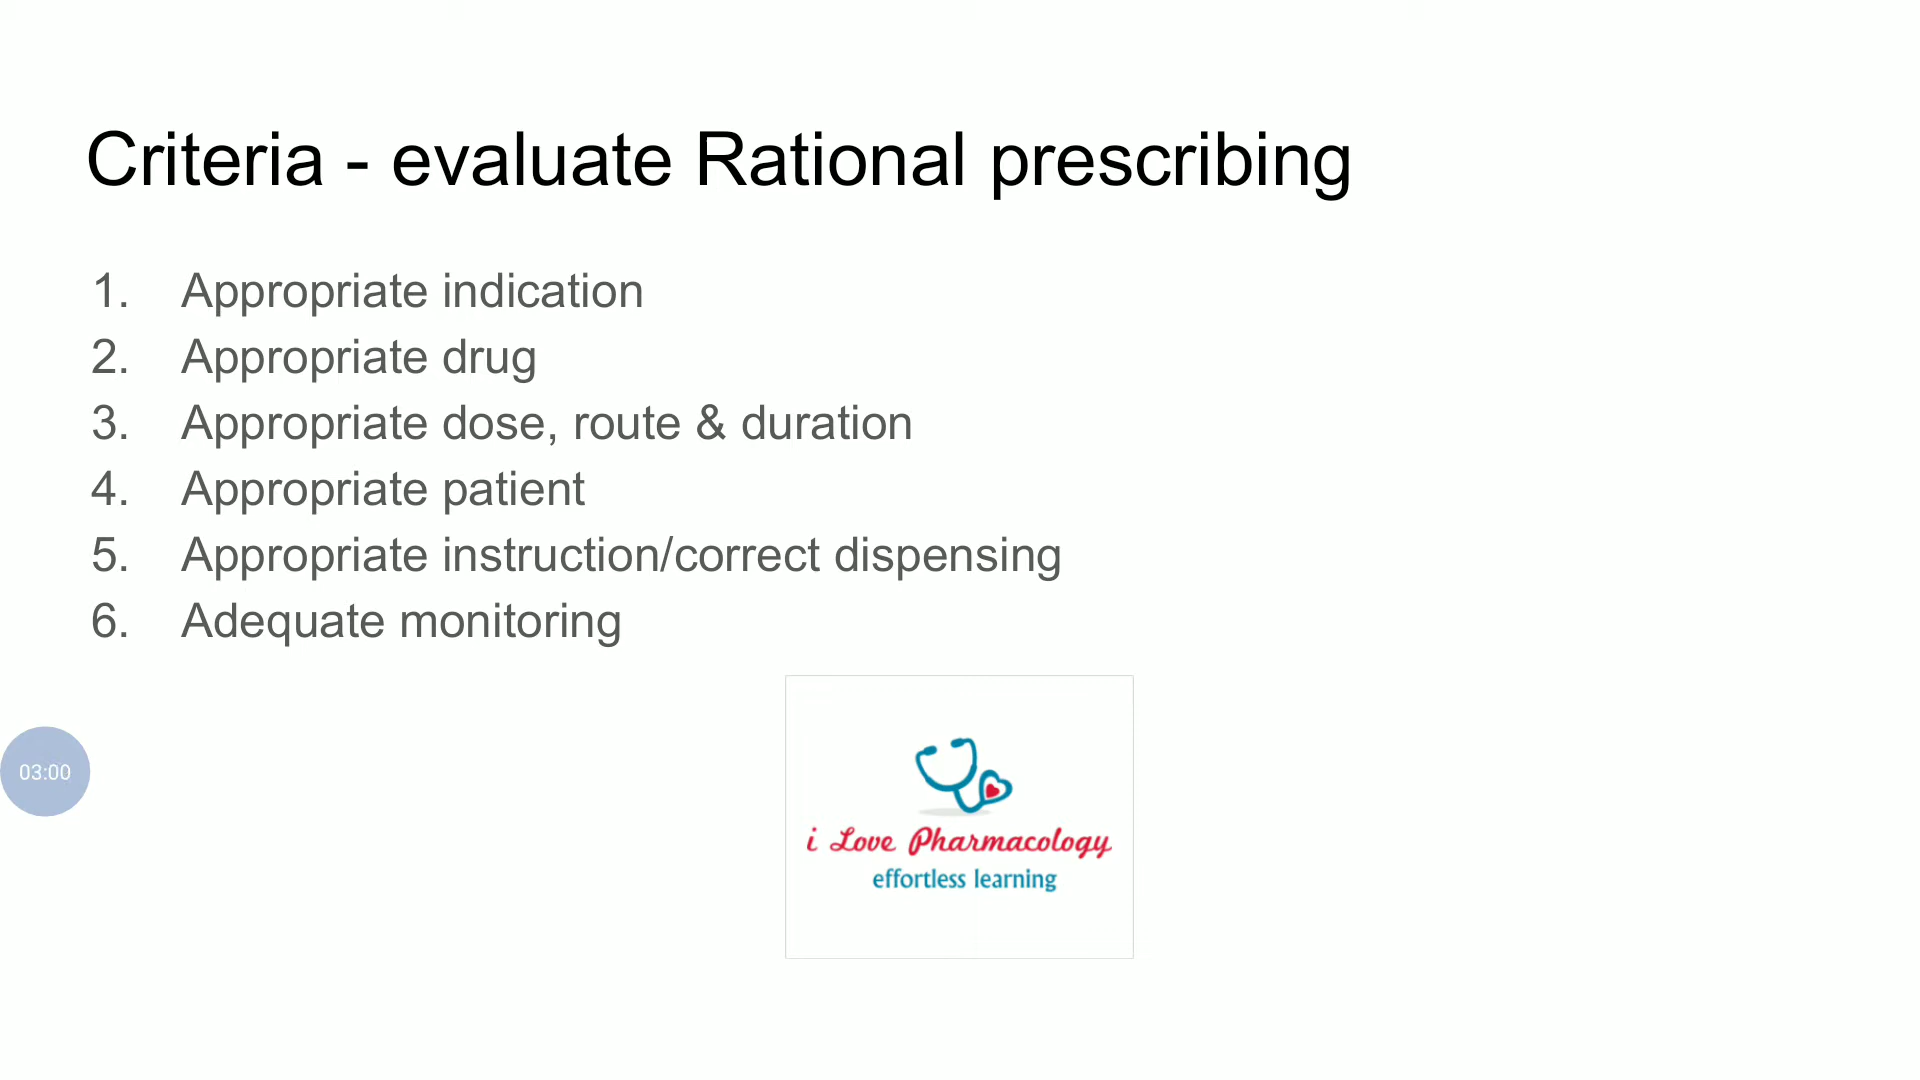 Criteria - evaluate Rational prescribing
1. Appropriate indication
2. Appropriate drug
3. Appropriate dose, route & duration
4. Appropriate patient
5. Appropriate instruction/correct dispensing
6. Adequate monitoring
03:00
i Love Pharmacology
effortless learning